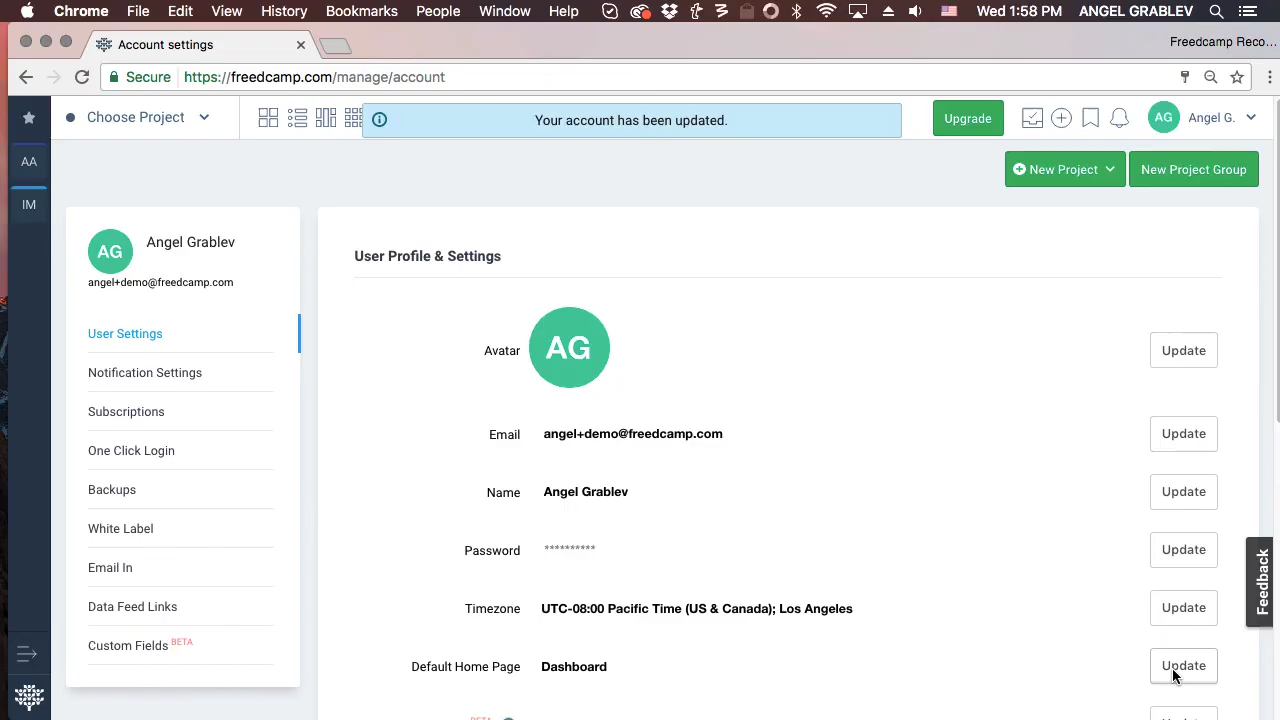 Chrome File Edit View History Bookmarks People Window Help Wed 1:58 PM ANGEL GRABLEV
Account settings
Freedcamp Reco...
Secure https://freedcamp.com/manage/account
Choose Project
Your account has been updated.
Upgrade
AG Angel G.
AA
IM
New Project
New Project Group
AG Angel Grablev
angel+demo@freedcamp.com
User Settings
Notification Settings
Subscriptions
One Click Login
Backups
White Label
Email In
Data Feed Links
Custom Fields BETA
User Profile & Settings
Avatar AG Update
Email angel+demo@freedcamp.com Update
Name Angel Grablev Update
Password ********** Update
Timezone UTC-08:00 Pacific Time (US & Canada); Los Angeles Update
Default Home Page Dashboard Update
Feedback